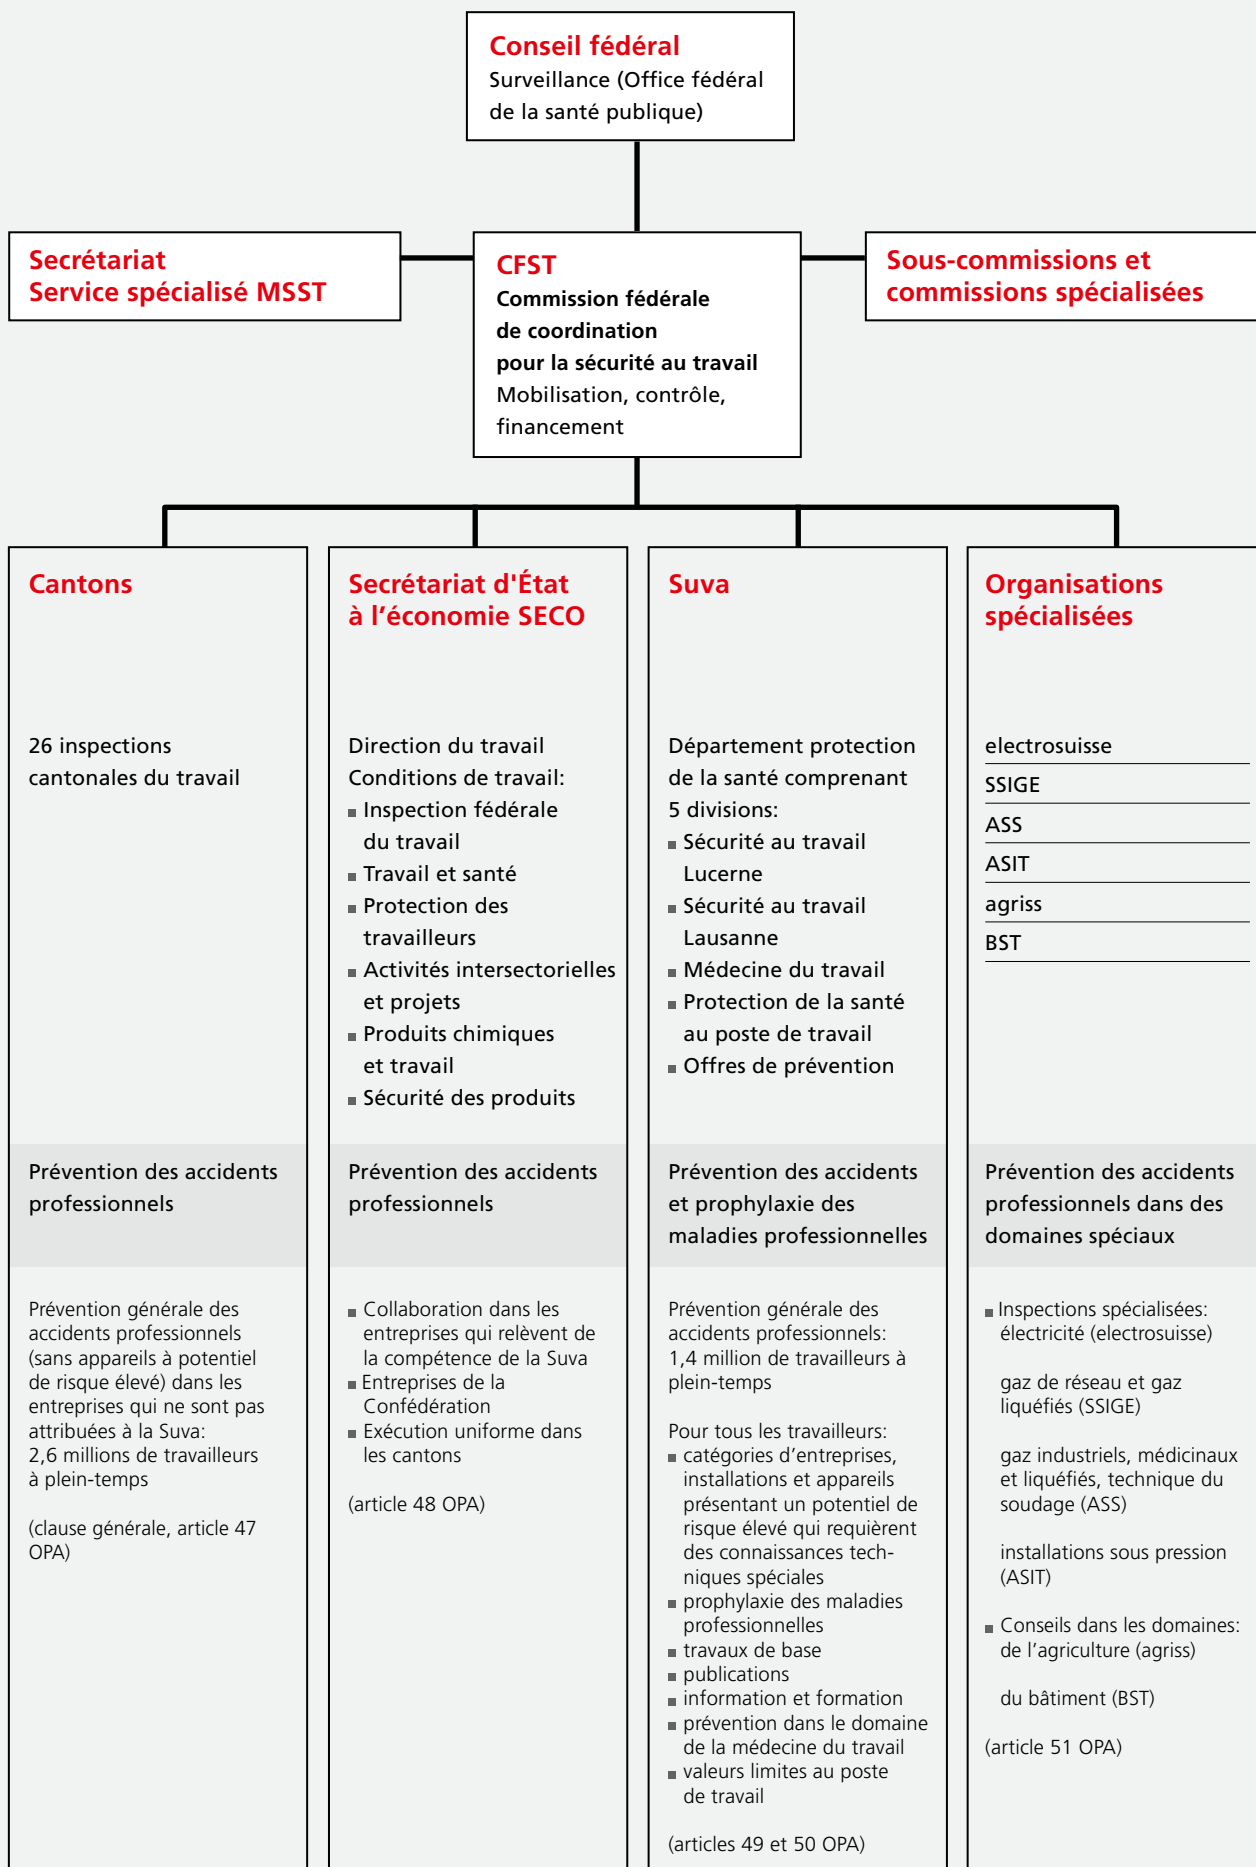 Conseil fédéral
Surveillance (Office fédéral
de la santé publique)
Secrétariat
Service spécialisé MSST
CFST
Commission fédérale
de coordination
pour la sécurité au travail
Mobilisation, contrôle,
financement
Sous-commissions et
commissions spécialisées
Cantons
26 inspections
cantonales du travail
Prévention des accidents
professionnels
Prévention générale des
accidents professionnels
(sans appareils à potentiel
de risque élevé) dans les
entreprises qui ne sont pas
attribuées à la Suva:
2,6 millions de travailleurs
à plein-temps
(clause générale, article 47
OPA)
Secrétariat d'État
à l’économie SECO
Direction du travail
Conditions de travail:
■ Inspection fédérale
du travail
■ Travail et santé
■ Protection des
travailleurs
■ Activités intersectorielles
et projets
■ Produits chimiques
et travail
■ Sécurité des produits
Prévention des accidents
professionnels
■ Collaboration dans les
entreprises qui relèvent de
la compétence de la Suva
■ Entreprises de la
Confédération
■ Exécution uniforme dans
les cantons
(article 48 OPA)
Suva
Département protection
de la santé comprenant
5 divisions:
■ Sécurité au travail
Lucerne
■ Sécurité au travail
Lausanne
■ Médecine du travail
■ Protection de la santé
au poste de travail
■ Offres de prévention
Prévention des accidents
et prophylaxie des
maladies professionnelles
Prévention générale des
accidents professionnels:
1,4 million de travailleurs à
plein-temps
Pour tous les travailleurs:
■ catégories d’entreprises,
installations et appareils
présentant un potentiel de
risque élevé qui requièrent
des connaissances tech-
niques spéciales
■ prophylaxie des maladies
professionnelles
■ travaux de base
■ publications
■ information et formation
■ prévention dans le domaine
de la médecine du travail
■ valeurs limites au poste
de travail
(articles 49 et 50 OPA)
Organisations
spécialisées
electrosuisse
SSIGE
ASS
ASIT
agriss
BST
Prévention des accidents
professionnels dans des
domaines spéciaux
■ Inspections spécialisées:
électricité (electrosuisse)
gaz de réseau et gaz
liquéfiés (SSIGE)
gaz industriels, médicinaux
et liquéfiés, technique du
soudage (ASS)
installations sous pression
(ASIT)
■ Conseils dans les domaines:
de l’agriculture (agriss)
du bâtiment (BST)
(article 51 OPA)